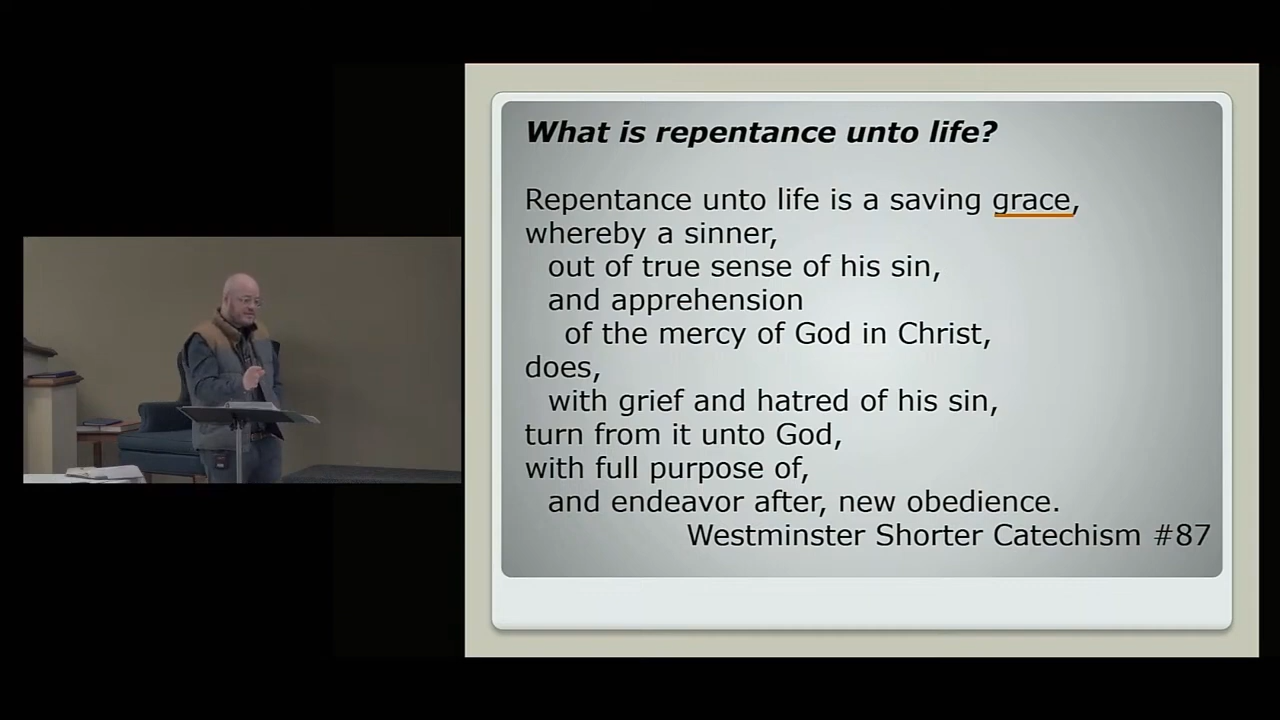 What is repentance unto life?
Repentance unto life is a saving grace,
whereby a sinner,
out of true sense of his sin,
and apprehension
of the mercy of God in Christ,
does,
with grief and hatred of his sin,
turn from it unto God,
with full purpose of,
and endeavor after, new obedience.
Westminster Shorter Catechism #87